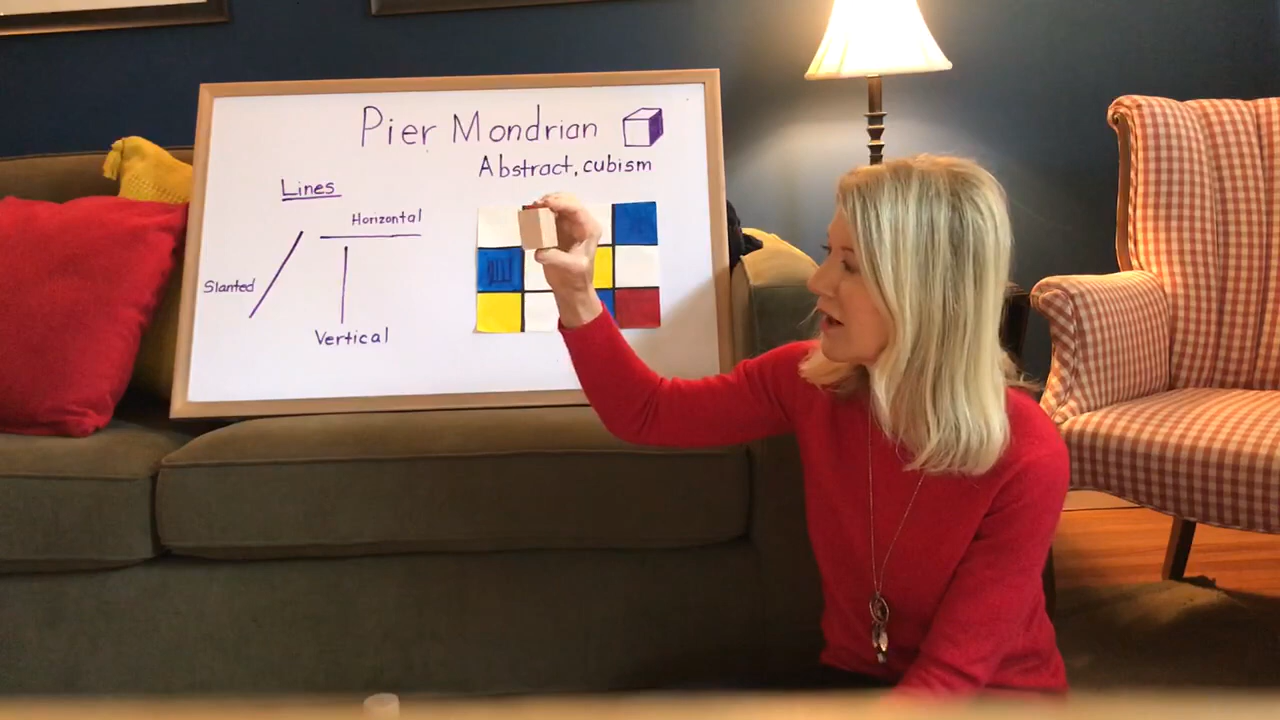 Pier Mondrian
Abstract, cubism
Lines
Horizontal
Slanted
Vertical